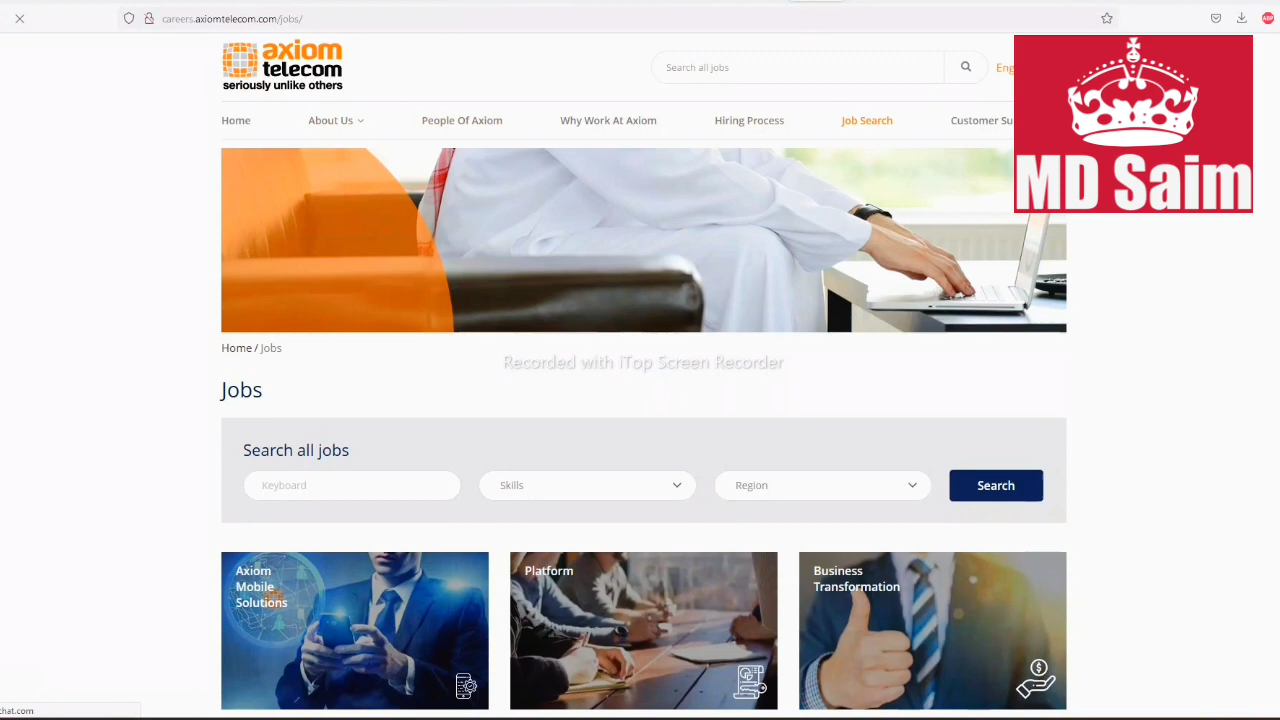 careers.axiomtelecom.com/jobs/
ABP
axiom
telecom
seriously unlike others
Search all jobs
Eng
Home
About Us
People Of Axiom
Why Work At Axiom
Hiring Process
Job Search
Customer Su
MD Saim
Home / Jobs
Recorded with iTop Screen Recorder
Jobs
Search all jobs
Keyboard
Skills
Region
Search
Axiom
Mobile
Solutions
Platform
Business
Transformation
chat.com